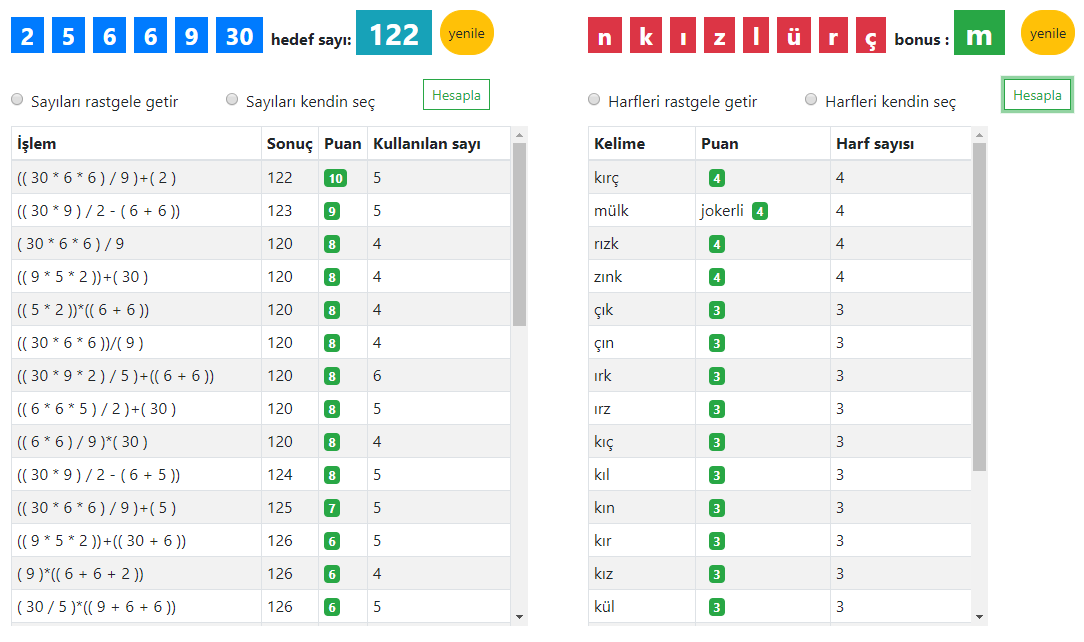 2 5 6 6 9 30 hedef sayı: 122 yenile
Sayıları rastgele getir Sayıları kendin seç Hesapla
İşlem Sonuç Puan Kullanılan sayı
(( 30 * 6 * 6 ) / 9 )+( 2 ) 122 10 5
(( 30 * 9 ) / 2 - ( 6 + 6 )) 123 9 5
( 30 * 6 * 6 ) / 9 120 8 4
(( 9 * 5 * 2 ))+( 30 ) 120 8 4
(( 5 * 2 ))*(( 6 + 6 )) 120 8 4
(( 30 * 6 * 6 ))/( 9 ) 120 8 4
(( 30 * 9 * 2 ) / 5 )+(( 6 + 6 )) 120 8 6
(( 6 * 6 * 5 ) / 2 )+( 30 ) 120 8 5
(( 6 * 6 ) / 9 )*( 30 ) 120 8 4
(( 30 * 9 ) / 2 - ( 6 + 5 )) 124 8 5
(( 30 * 6 * 6 ) / 9 )+( 5 ) 125 7 5
(( 9 * 5 * 2 ))+(( 30 + 6 )) 126 6 5
( 9 )*(( 6 + 6 + 2 )) 126 6 4
( 30 / 5 )*(( 9 + 6 + 6 )) 126 6 5
n k ı z l ü r ç bonus : m yenile
Harfleri rastgele getir Harfleri kendin seç Hesapla
Kelime Puan Harf sayısı
kırç 4 4
mülk jokerli 4 4
rızk 4 4
zınk 4 4
çık 3 3
çın 3 3
ırk 3 3
ırz 3 3
kıç 3 3
kıl 3 3
kın 3 3
kır 3 3
kız 3 3
kül 3 3